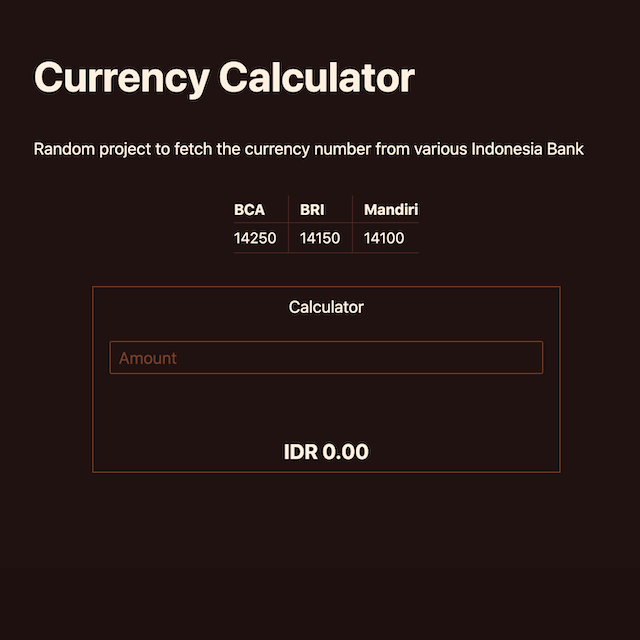 Currency Calculator
Random project to fetch the currency number from various Indonesia Bank
BCA BRI Mandiri
14250 14150 14100
Calculator
Amount
IDR 0.00